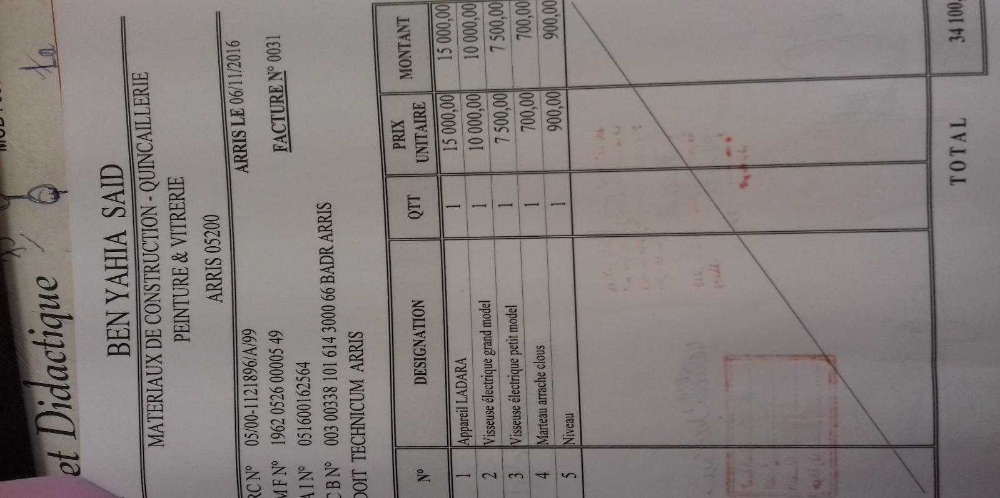 et Didactique
BEN YAHIA SAID
MATERIAUX DE CONSTRUCTION - QUINCAILLERIE
PEINTURE & VITRERIE
ARRIS 05200
RC N° 05/00-1121896/A/99 ARRIS LE 06/11/2016
M F N° 1962 0526 00005 49 FACTURE N° 0031
A I N° 051600162564
C B N° 003 00338 101 614 3000 66 BADR ARRIS
DOIT TECHNICUM ARRIS
N° DESIGNATION QTT PRIX UNITAIRE MONTANT
1 Appareil LADARA 1 15 000,00 15 000,00
2 Visseuse électrique grand model 1 10 000,00 10 000,00
3 Visseuse électrique petit model 1 7 500,00 7 500,00
4 Marteau arrache clous 1 700,00 700,00
5 Niveau 1 900,00 900,00
TOTAL 34 100,